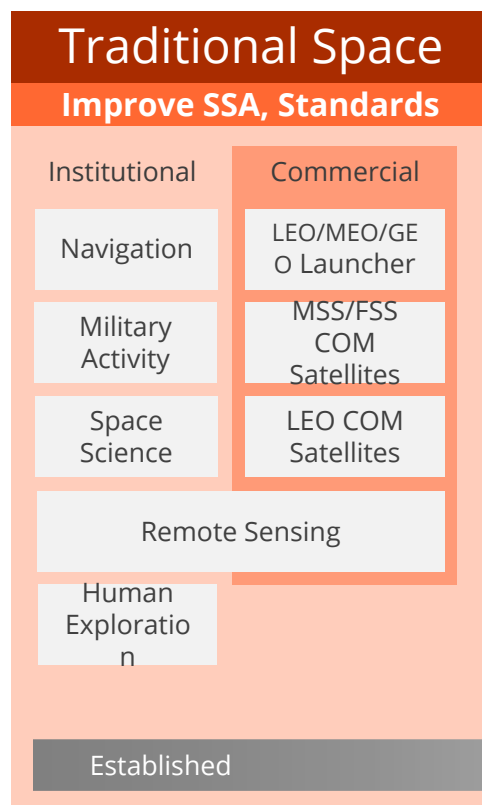 Traditional Space
Improve SSA, Standards
Institutional
Commercial
Navigation
LEO/MEO/GE
O Launcher
Military
Activity
MSS/FSS
COM
Satellites
Space
Science
LEO COM
Satellites
Remote Sensing
Human
Exploratio
n
Established